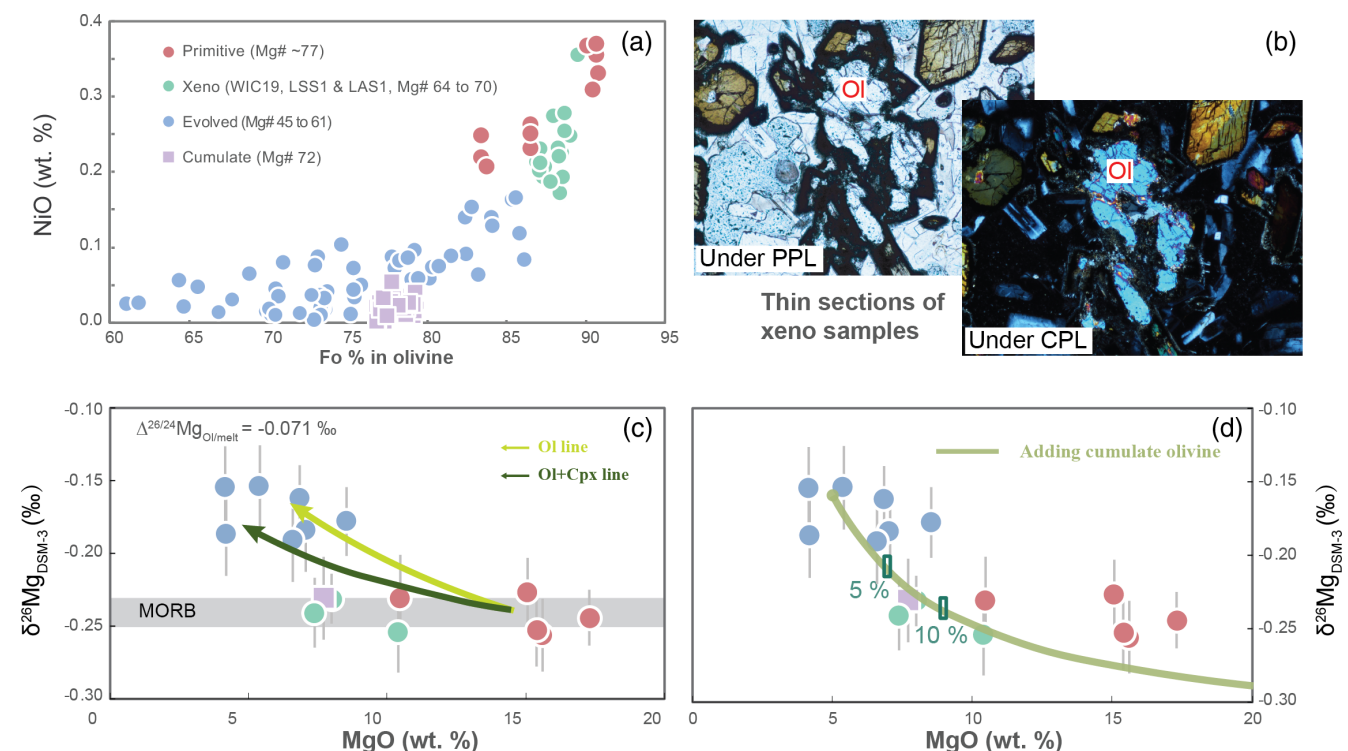 (a)
0.4
0.3
0.2
0.1
0.0
NiO (wt. %)
Primitive (Mg# ~77)
Xeno (WIC19, LSS1 & LAS1, Mg# 64 to 70)
Evolved (Mg# 45 to 61)
Cumulate (Mg# 72)
60 65 70 75 80 85 90 95
Fo % in olivine
(b)
Ol
Under PPL
Ol
Under CPL
Thin sections of
xeno samples
(c)
-0.10
-0.15
-0.20
-0.25
-0.30
δ26MgDSM-3 (‰)
Δ26/24MgOl/melt = -0.071 ‰
Ol line
Ol+Cpx line
MORB
0 5 10 15 20
MgO (wt. %)
(d)
Adding cumulate olivine
5 %
10 %
-0.10
-0.15
-0.20
-0.25
-0.30
δ26MgDSM-3 (‰)
0 5 10 15 20
MgO (wt. %)